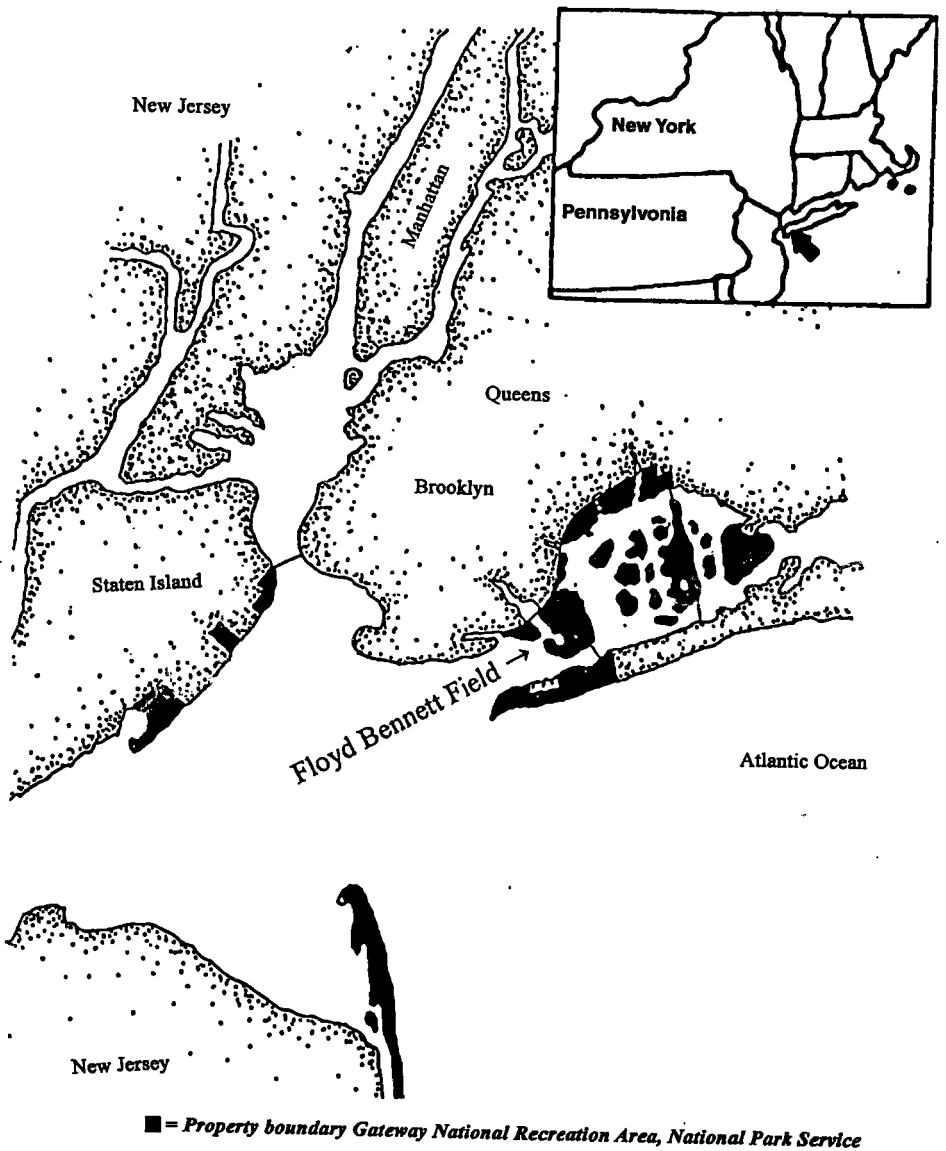 New Jersey
Manhattan
New York
Pennsylvonia
Queens
Brooklyn
Staten Island
Floyd Bennett Field →
Atlantic Ocean
New Jersey
■ = Property boundary Gateway National Recreation Area, National Park Service